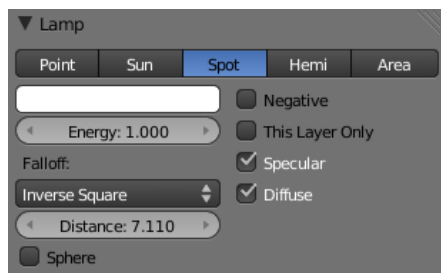 Lamp
Point Sun Spot Hemi Area
Negative
Energy: 1.000 This Layer Only
Falloff: Specular
Inverse Square Diffuse
Distance: 7.110
Sphere